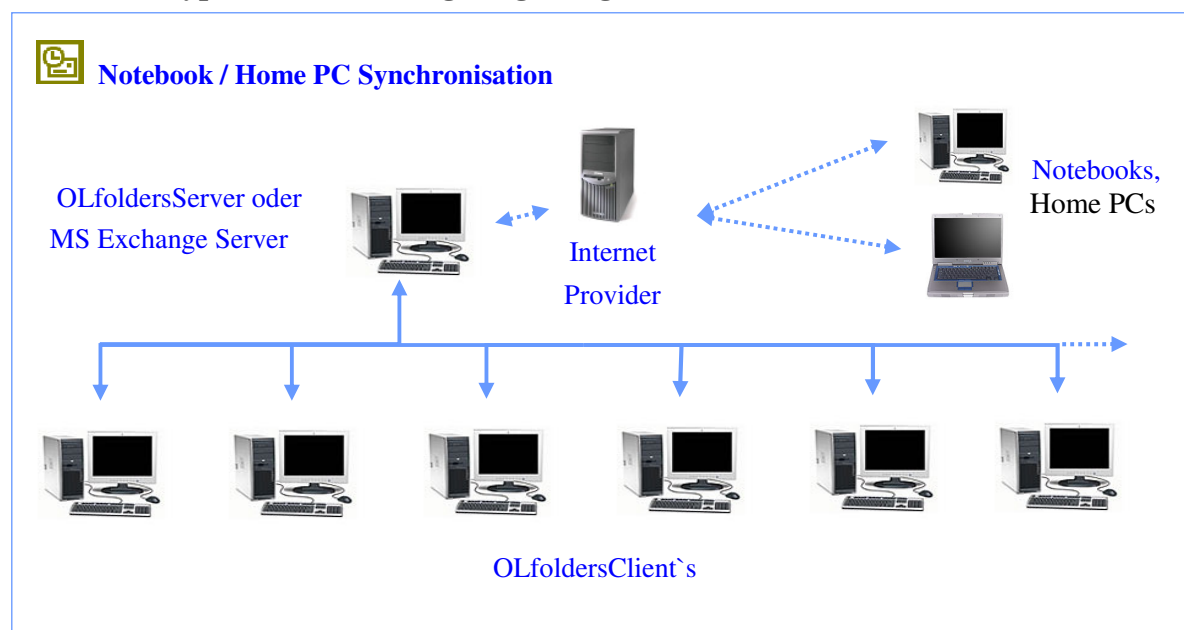 Notebook / Home PC Synchronisation
OLfoldersServer oder
MS Exchange Server
Internet
Provider
Notebooks,
Home PCs
OLfoldersClient`s